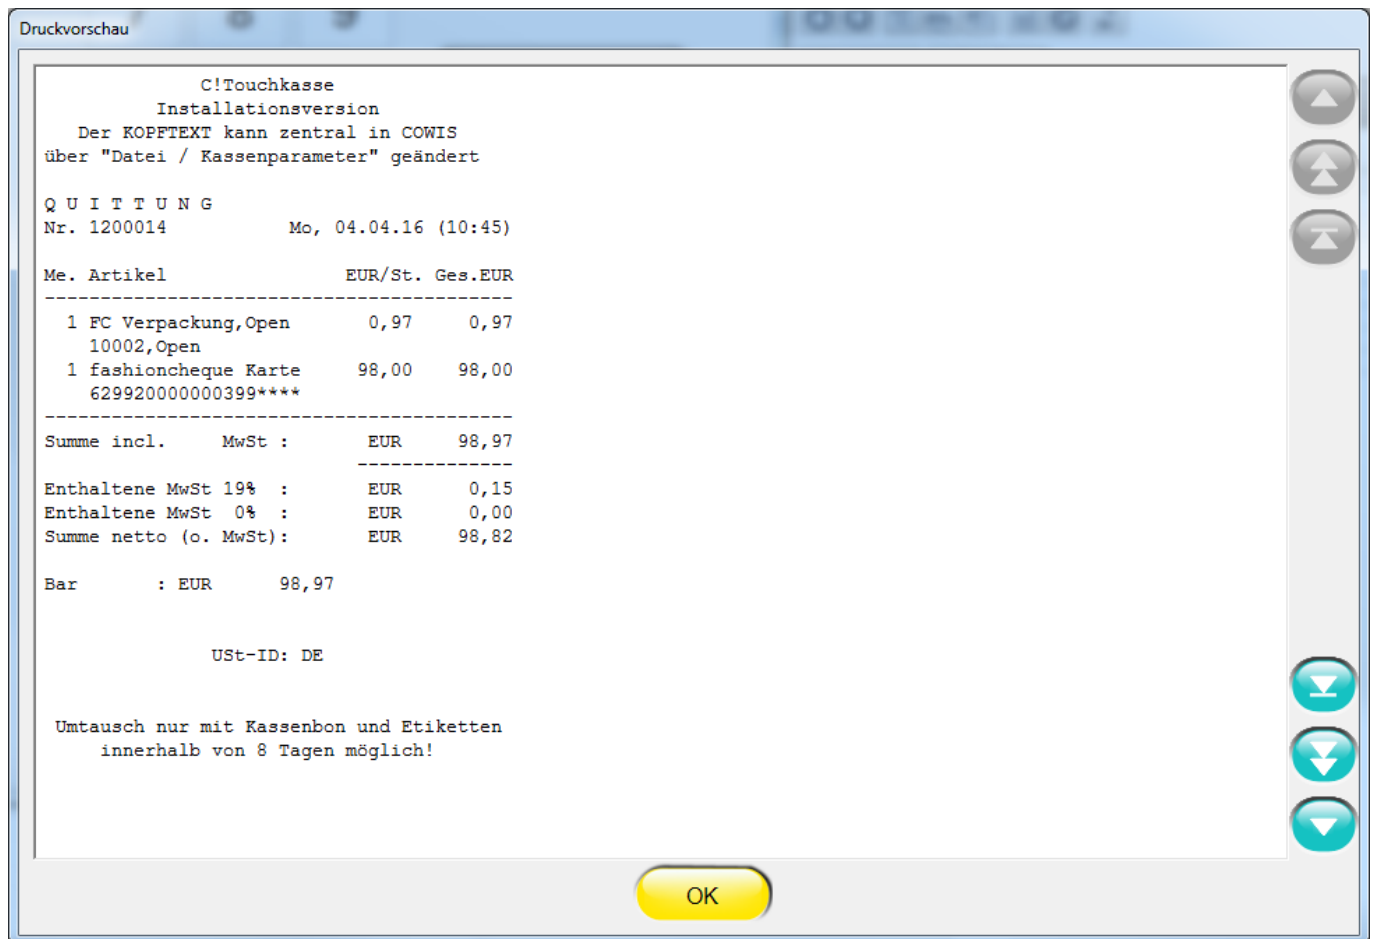 Druckvorschau
C!Touchkasse
Installationsversion
Der KOPFTEXT kann zentral in COWIS
über "Datei / Kassenparameter" geändert
Q U I T T U N G
Nr. 1200014 Mo, 04.04.16 (10:45)
Me. Artikel EUR/St. Ges.EUR
------------------------------------------
1 FC Verpackung,Open 0,97 0,97
10002,Open
1 fashioncheque Karte 98,00 98,00
629920000000399****
------------------------------------------
Summe incl. MwSt : EUR 98,97
--------------
Enthaltene MwSt 19% : EUR 0,15
Enthaltene MwSt 0% : EUR 0,00
Summe netto (o. MwSt): EUR 98,82
Bar : EUR 98,97
USt-ID: DE
Umtausch nur mit Kassenbon und Etiketten
innerhalb von 8 Tagen möglich!
OK